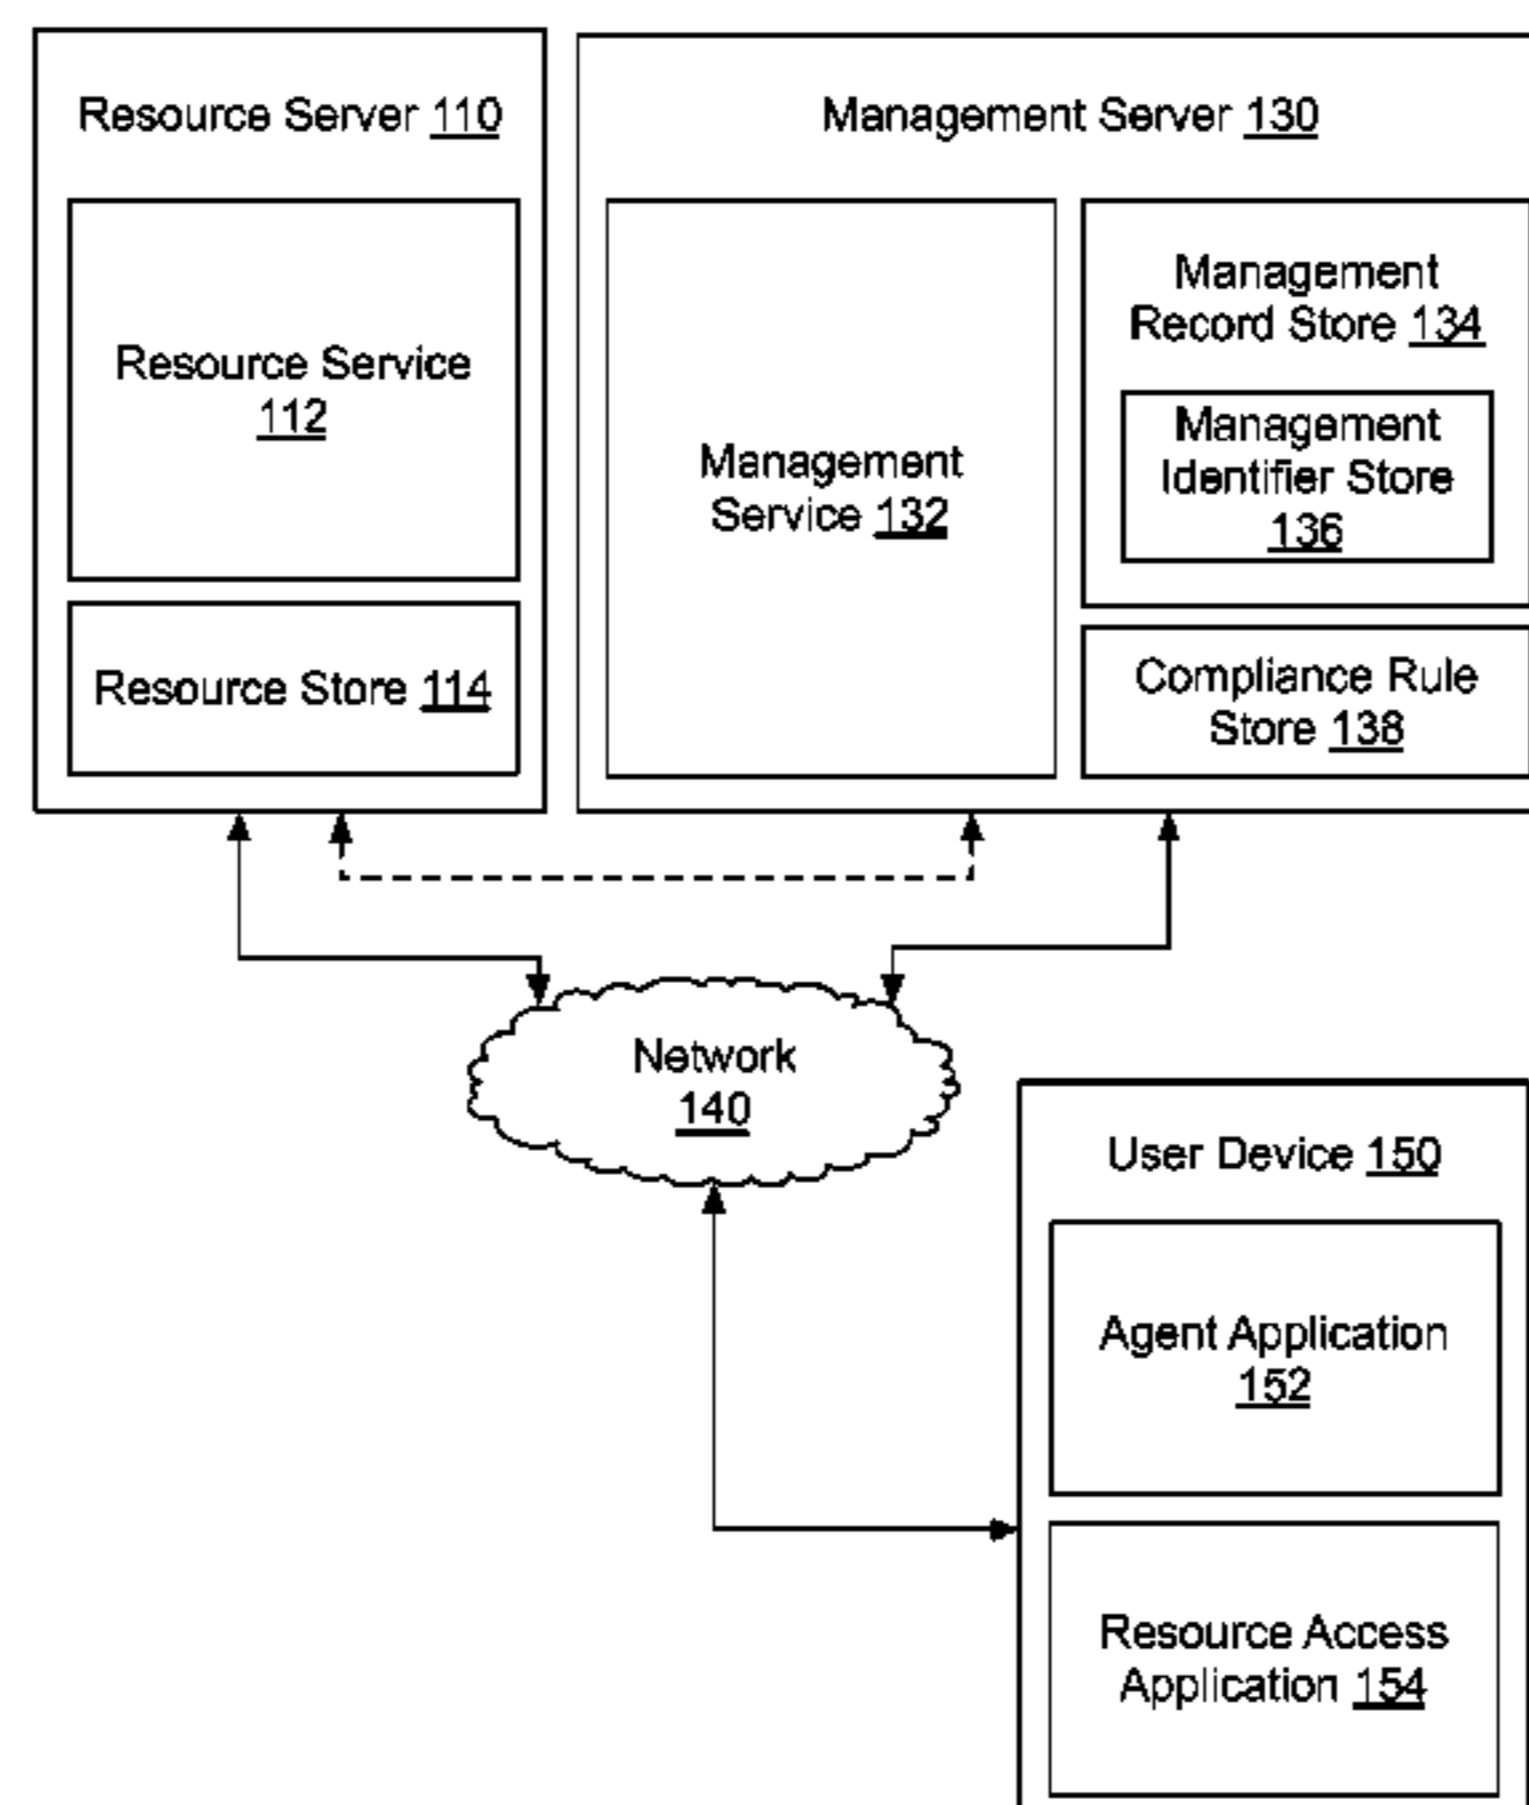 Resource Server 110
Resource Service
112
Resource Store 114
Management Server 130
Management
Service 132
Management
Record Store 134
Management
Identifier Store
136
Compliance Rule
Store 138
Network
140
User Device 150
Agent Application
152
Resource Access
Application 154